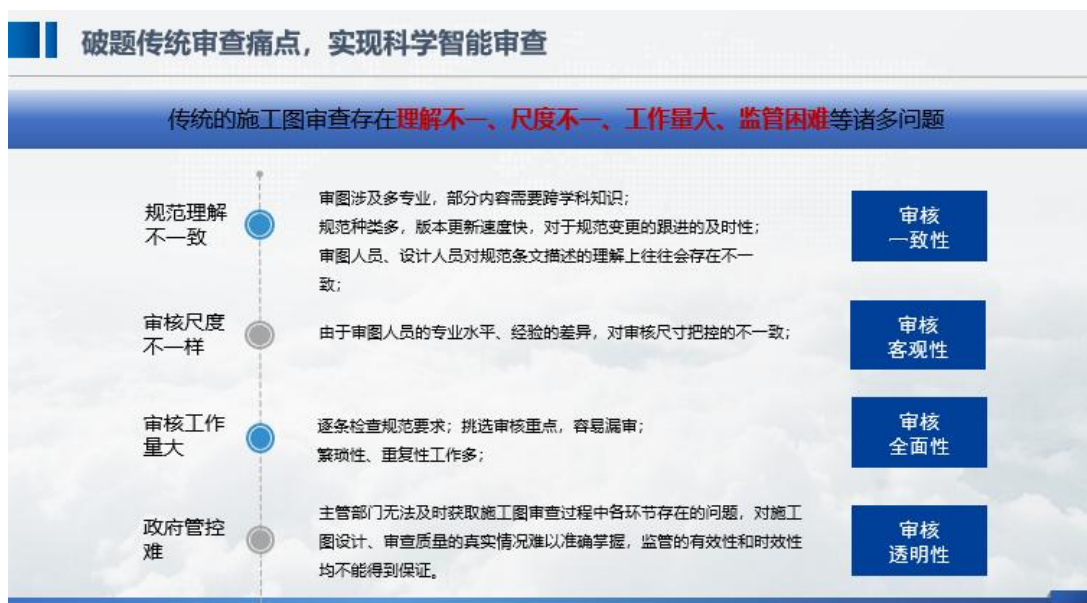 破题传统审查痛点，实现科学智能审查
传统的施工图审查存在理解不一、尺度不一、工作量大、监管困难等诸多问题
规范理解
不一致
审图涉及多专业，部分内容需要跨学科知识；
规范种类多，版本更新速度快，对于规范变更的跟进的及时性；
审图人员、设计人员对规范条文描述的理解上往往会存在不一
致；
审核
一致性
审核尺度
不一样
由于审图人员的专业水平、经验的差异，对审核尺寸把控的不一致；
审核
客观性
审核工作
量大
逐条检查规范要求；挑选审核重点，容易漏审；
繁琐性、重复性工作多；
审核
全面性
政府管控
难
主管部门无法及时获取施工图审查过程中各环节存在的问题，对施工
图设计、审查质量的真实情况难以准确掌握，监管的有效性和时效性
均不能得到保证。
审核
透明性